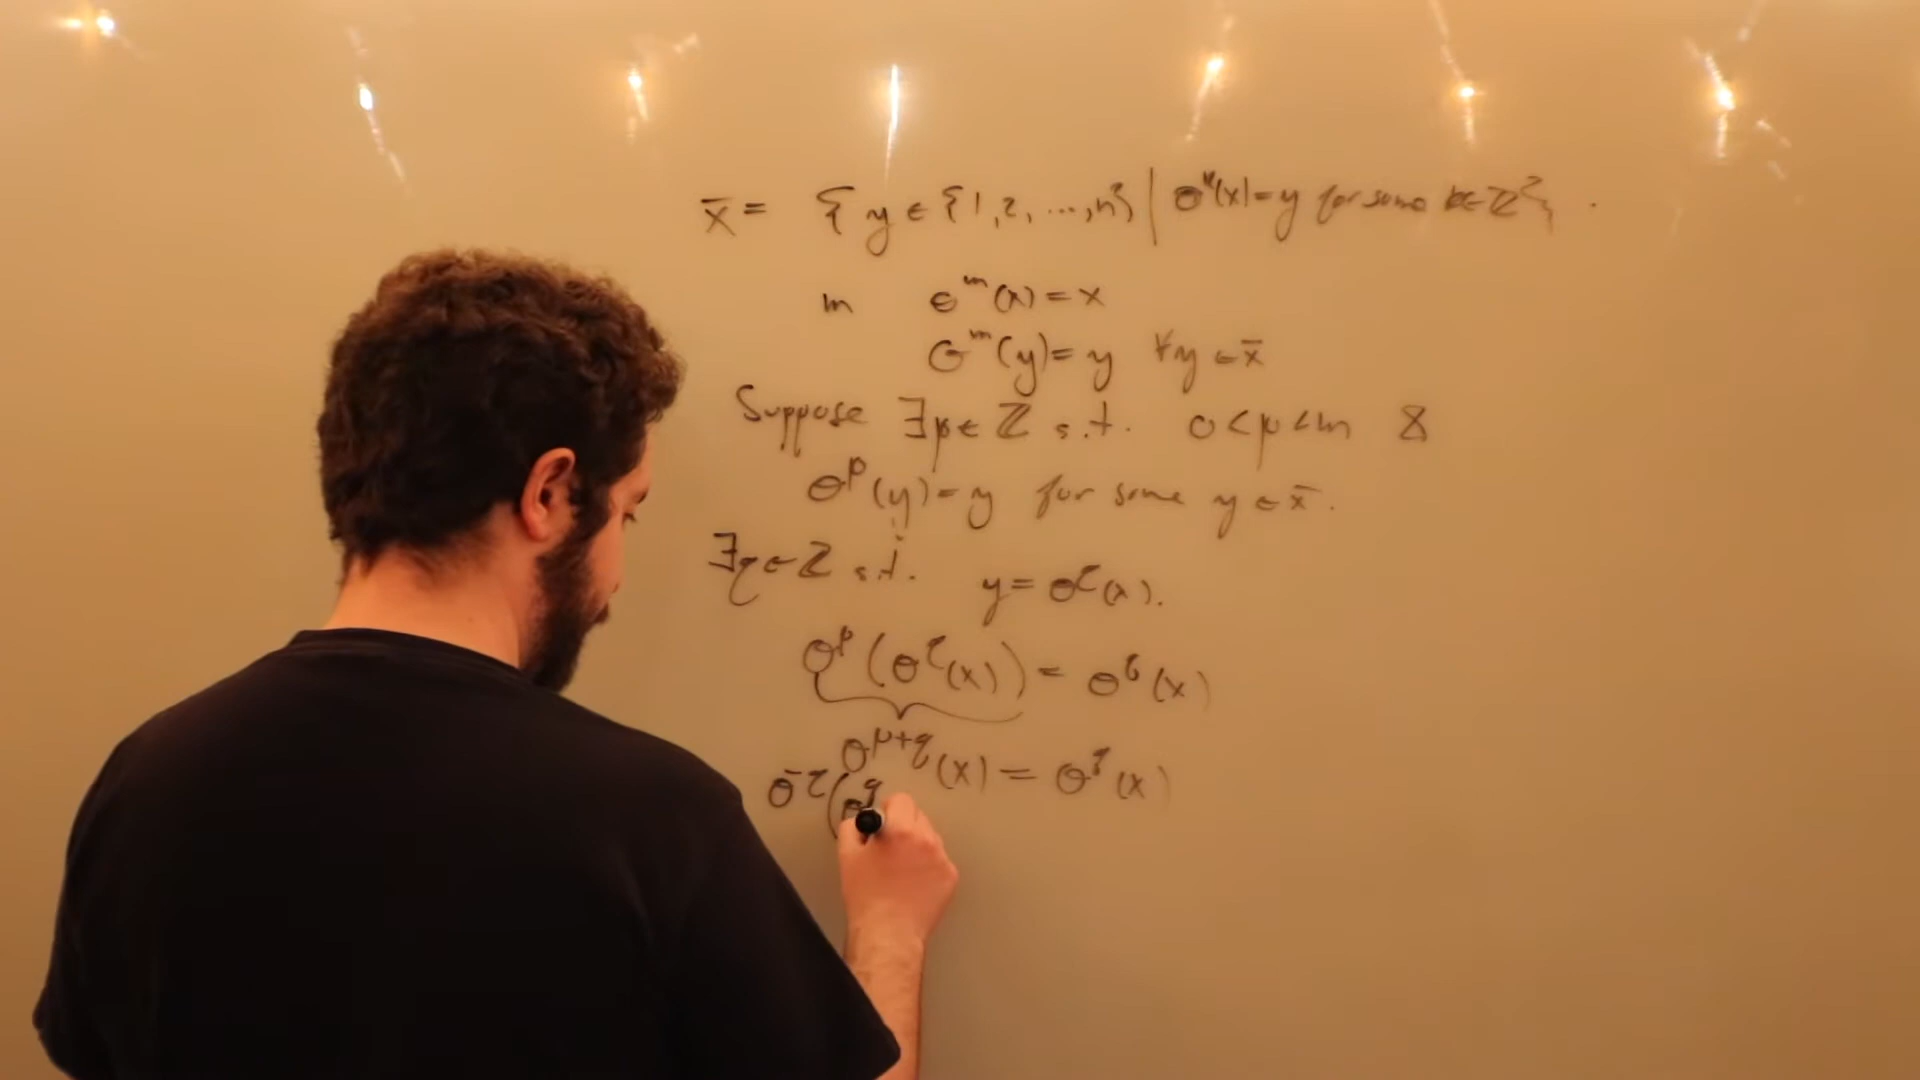 x̄ = { y ∈ {1, 2, ..., n} | θᵏ(x) = y for some k ∈ ℤ } .
m θᵐ(x) = x
θᵐ(y) = y ∀y ∈ x̄
Suppose ∃p ∈ ℤ s.t. 0 < p < m &
θᵖ(y) = y for some y ∈ x̄.
∃q ∈ ℤ s.t. y = θ^q(x).
θᵖ(θ^q(x)) = θ^q(x)
θ^{p+q}(x) = θ^q(x)
θ^{-q}(θ^q